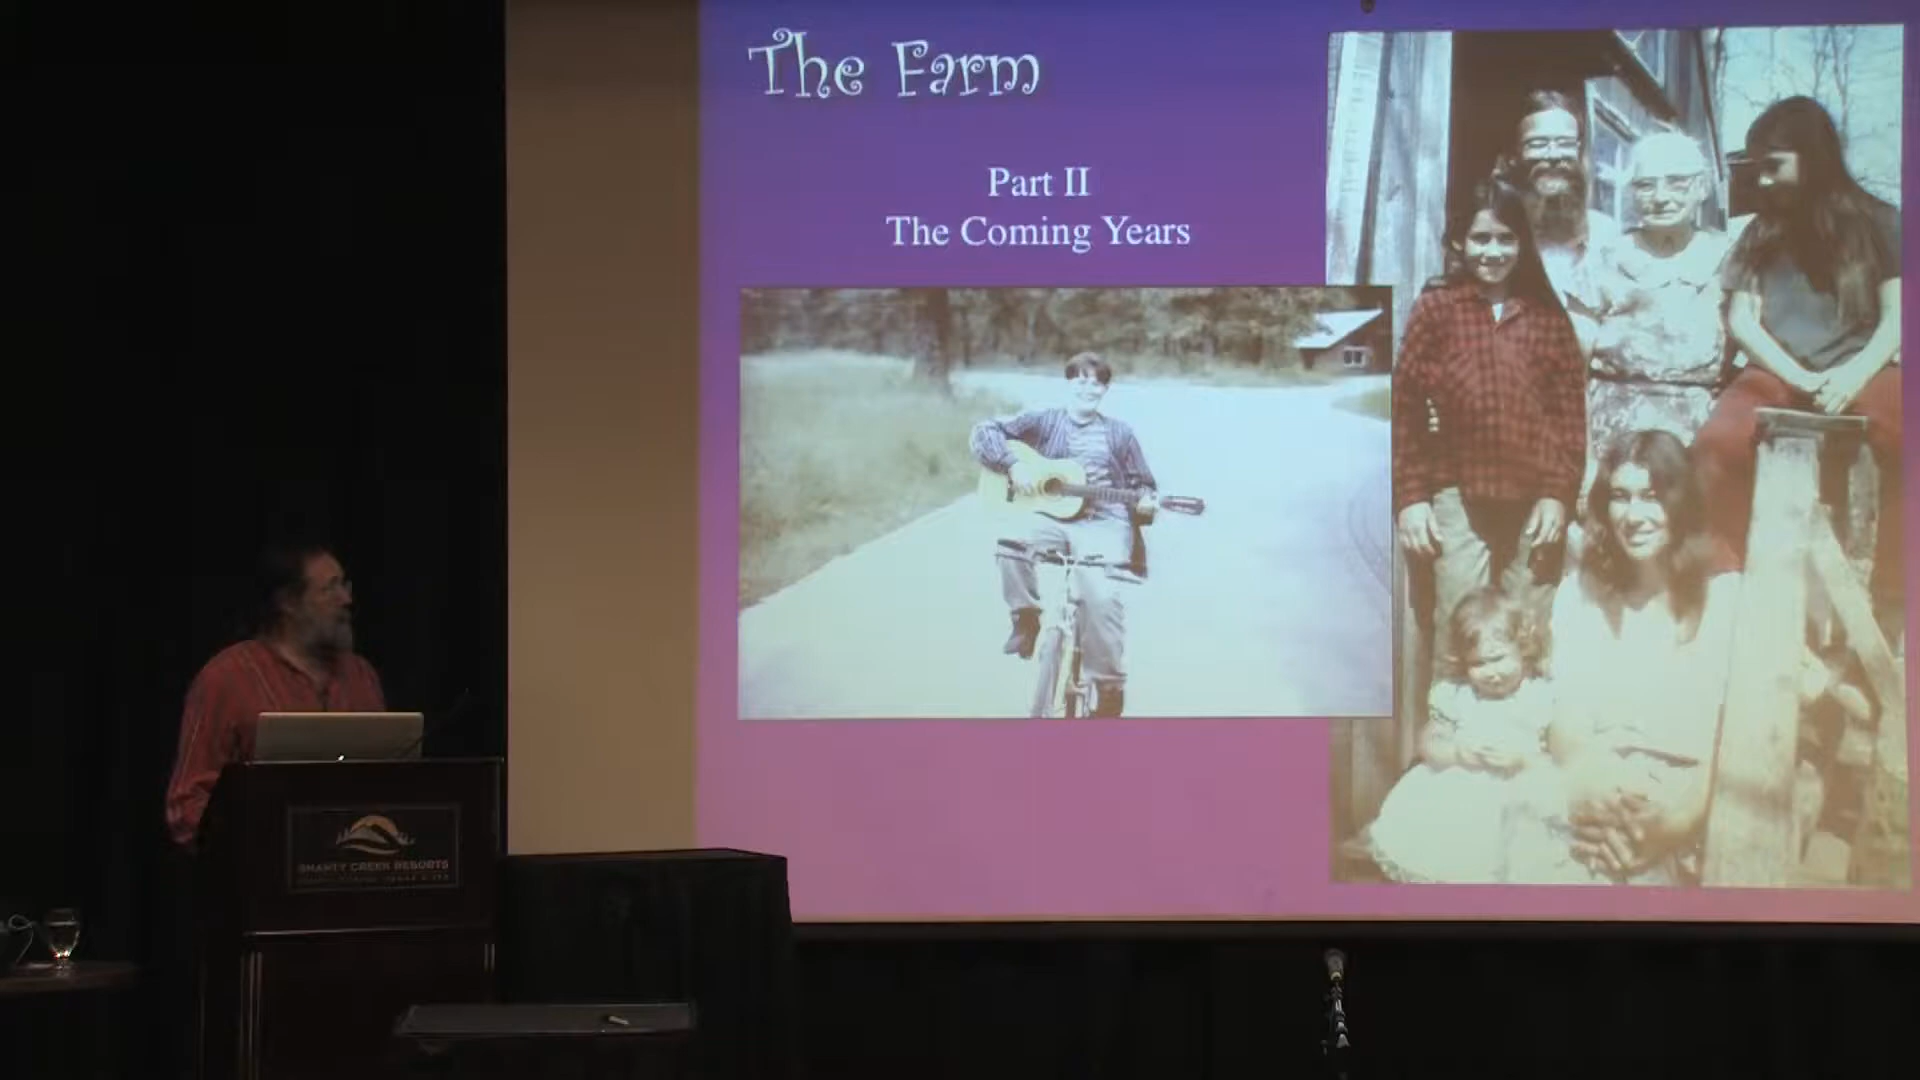 The Farm
Part II
The Coming Years
SHANTY CREEK RESORTS